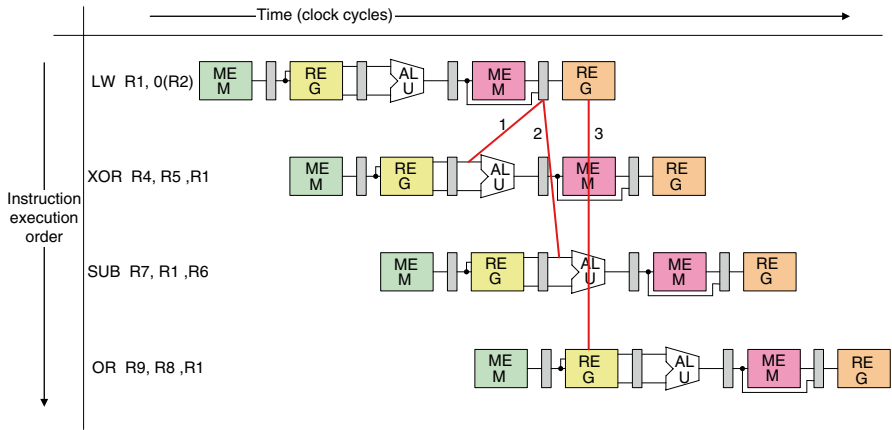 Time (clock cycles)
LW R1, 0(R2)
ME
M
RE
G
AL
U
ME
M
RE
G
1
2
3
XOR R4, R5 ,R1
ME
M
RE
G
AL
U
ME
M
RE
G
Instruction
execution
order
SUB R7, R1 ,R6
ME
M
RE
G
AL
U
ME
M
RE
G
OR R9, R8 ,R1
ME
M
RE
G
AL
U
ME
M
RE
G